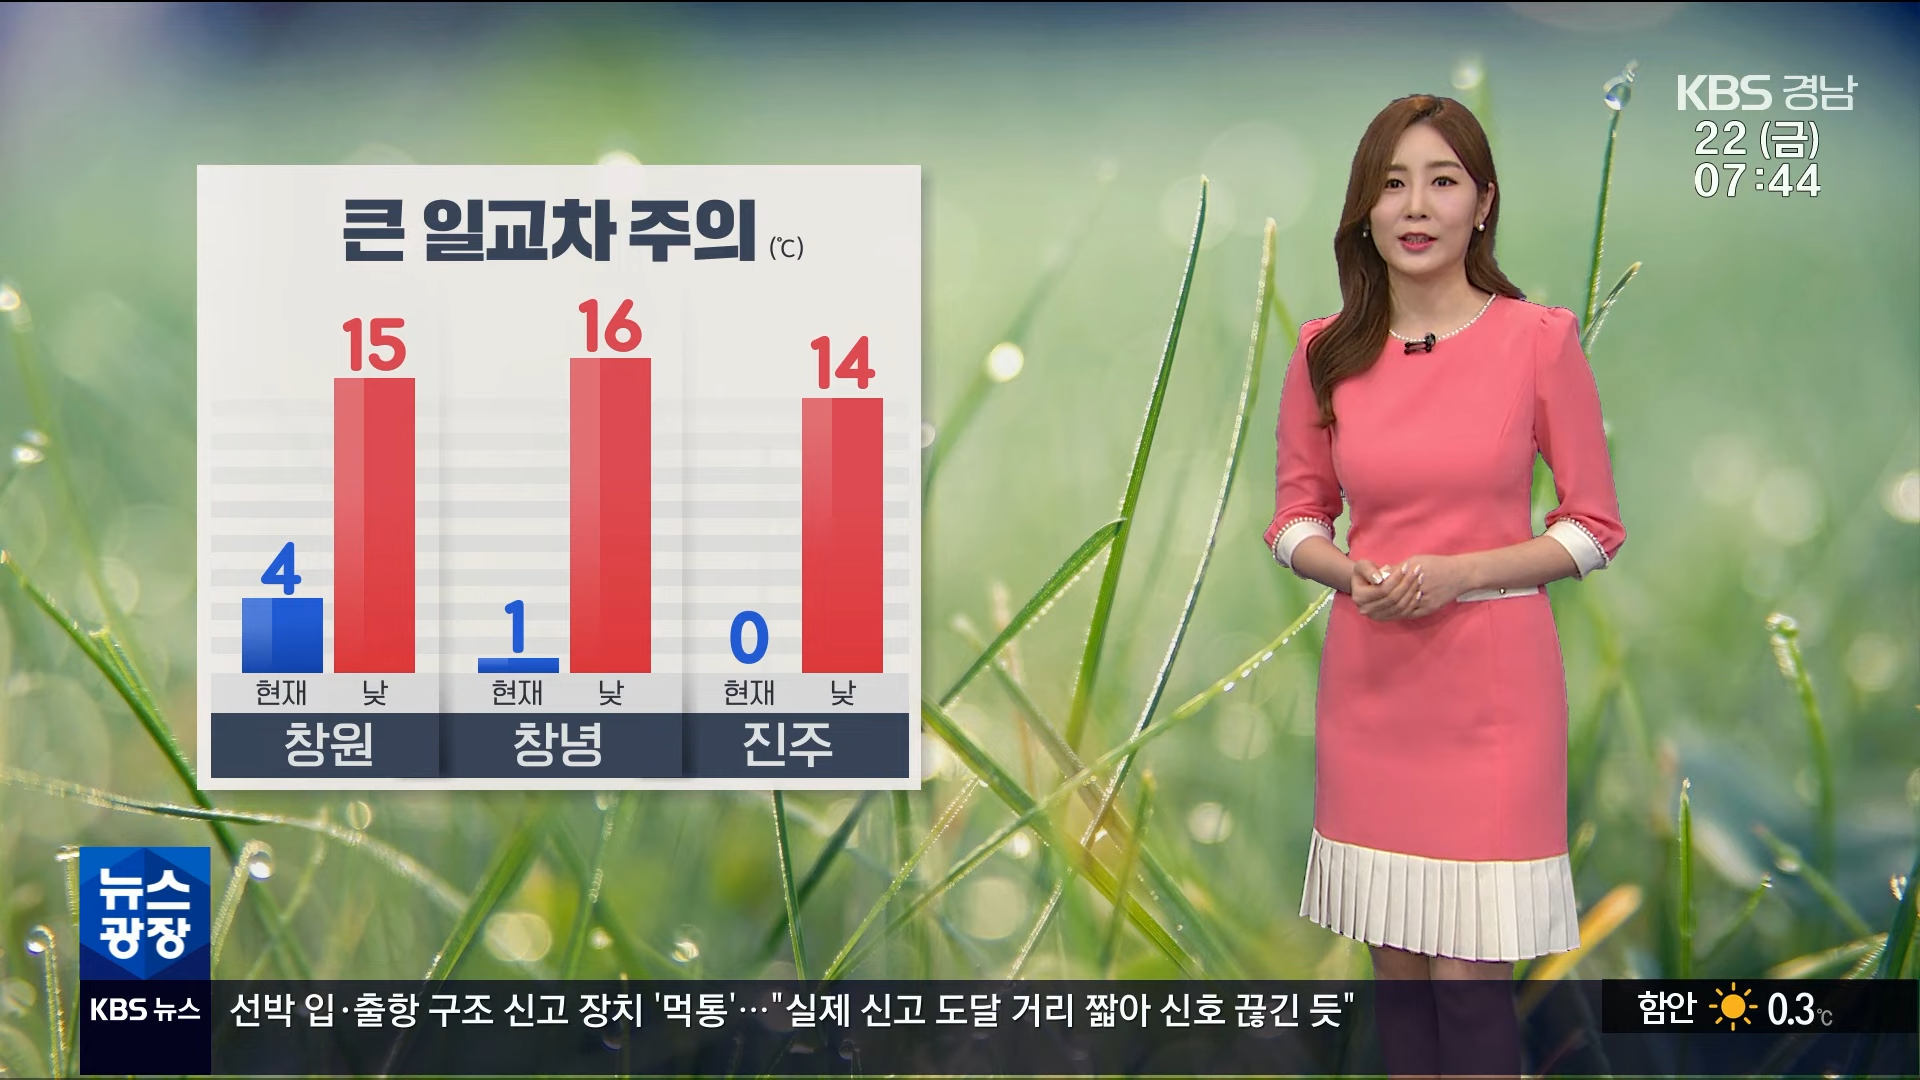 KBS 경남
22 (금)
07:44
큰 일교차 주의 (℃)
15
16
14
4
1
0
현재 낮 현재 낮 현재 낮
창원 창녕 진주
뉴스
광장
KBS 뉴스
선박 입·출항 구조 신고 장치 '먹통'…"실제 신고 도달 거리 짧아 신호 끊긴 듯"
함안 0.3℃